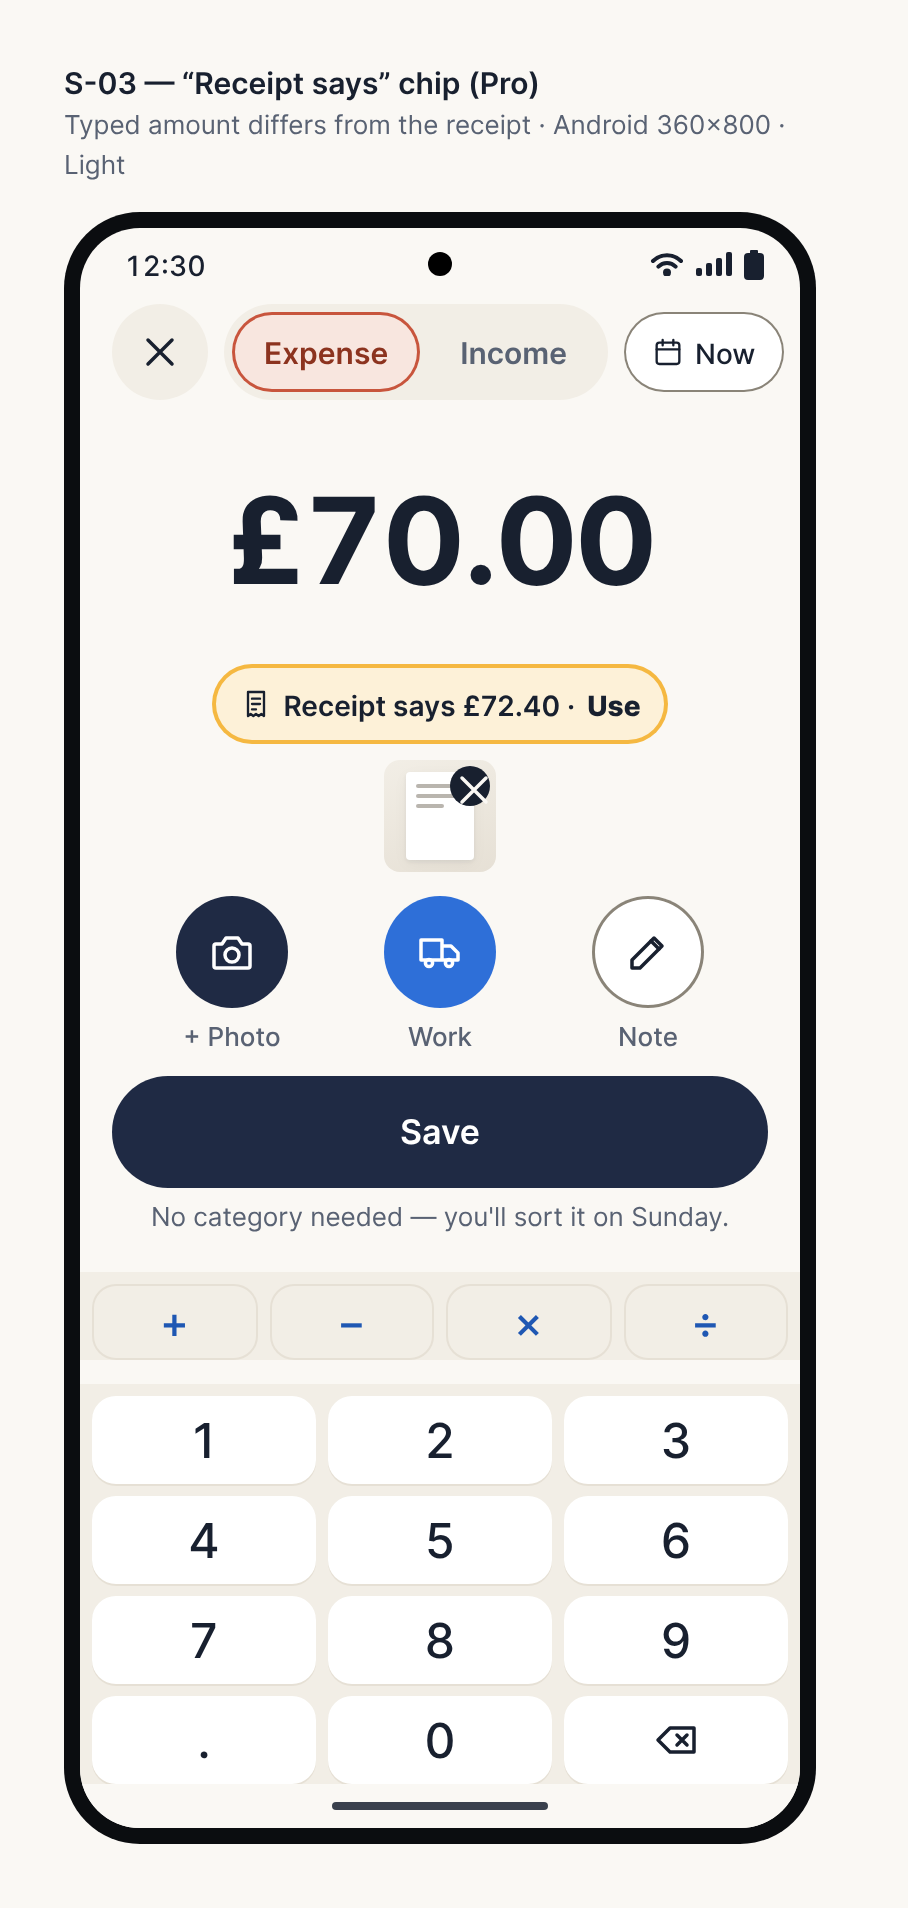 S-03 — “Receipt says” chip (Pro)
Typed amount differs from the receipt · Android 360×800 ·
Light
12:30
Expense Income Now
£70.00
Receipt says £72.40 · Use
+ Photo Work Note
Save
No category needed — you'll sort it on Sunday.
+ − × ÷
1 2 3
4 5 6
7 8 9
. 0